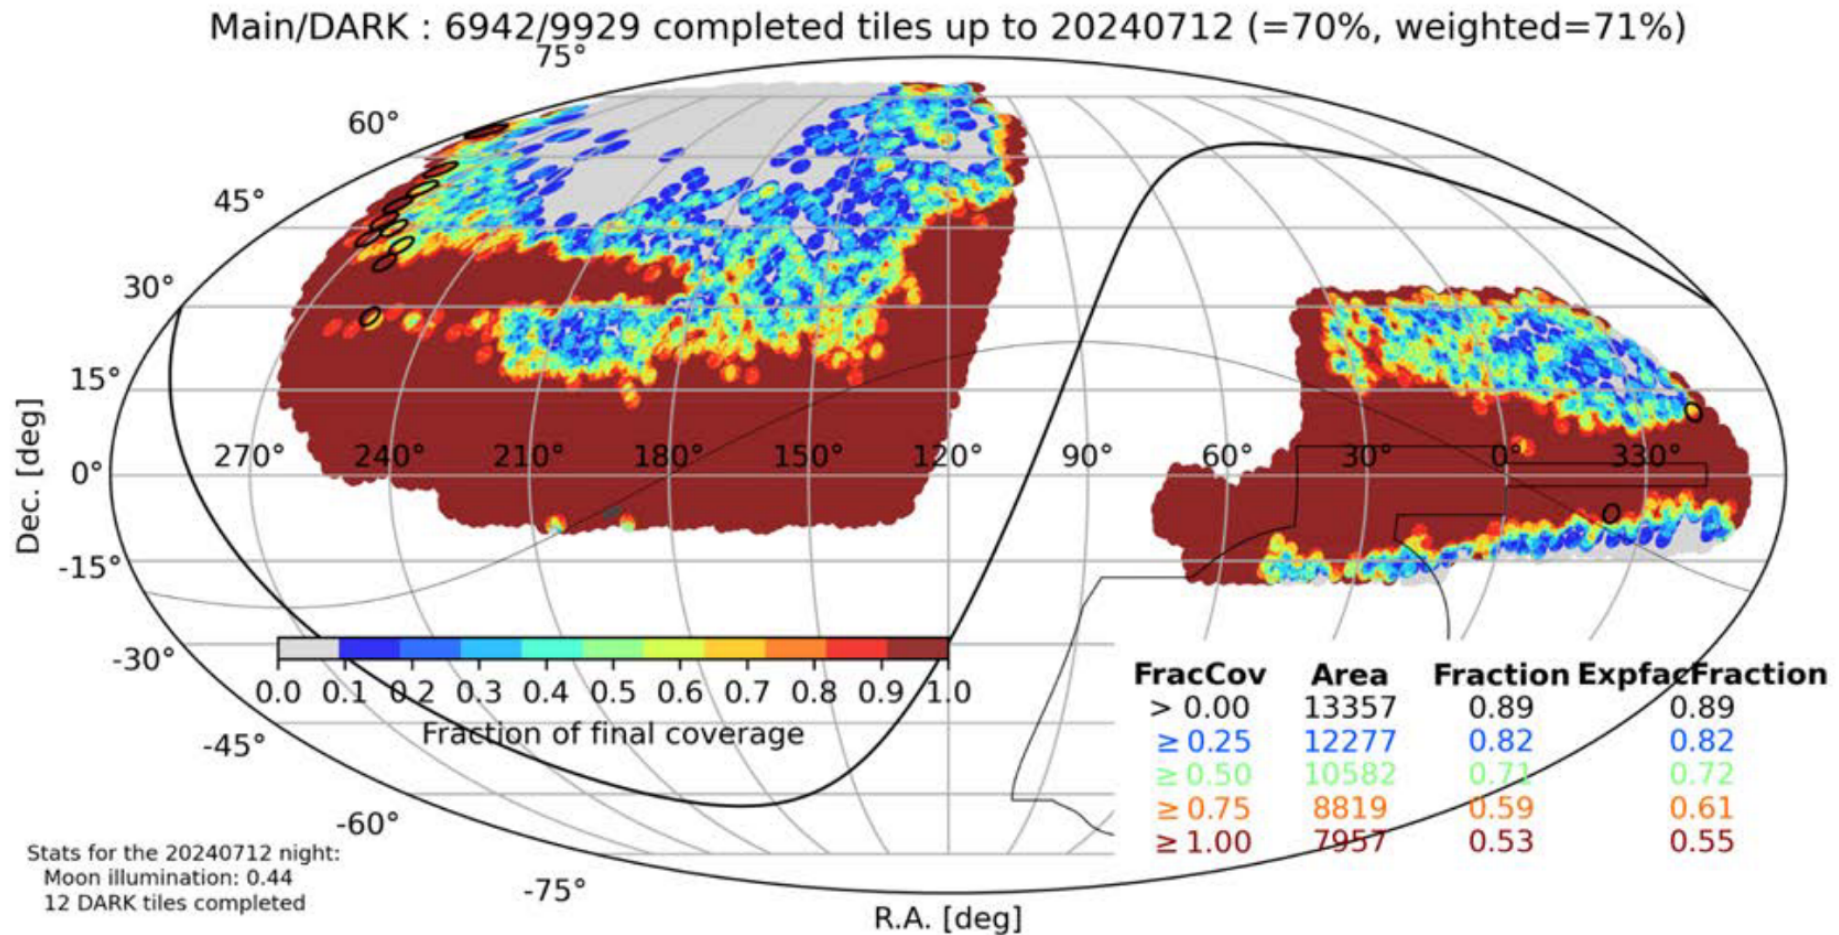 Main/DARK : 6942/9929 completed tiles up to 20240712 (=70%, weighted=71%)
75°
60°
45°
30°
15°
270° 240° 210° 180° 150° 120° 90° 60° 30° 0° 330°
0°
Dec. [deg]
-15°
-30°
0.0 0.1 0.2 0.3 0.4 0.5 0.6 0.7 0.8 0.9 1.0
Fraction of final coverage
-45°
-60°
-75°
FracCov Area Fraction ExpfacFraction
> 0.00 13357 0.89 0.89
≥ 0.25 12277 0.82 0.82
≥ 0.50 10582 0.71 0.72
≥ 0.75 8819 0.59 0.61
≥ 1.00 7957 0.53 0.55
Stats for the 20240712 night:
Moon illumination: 0.44
12 DARK tiles completed
R.A. [deg]